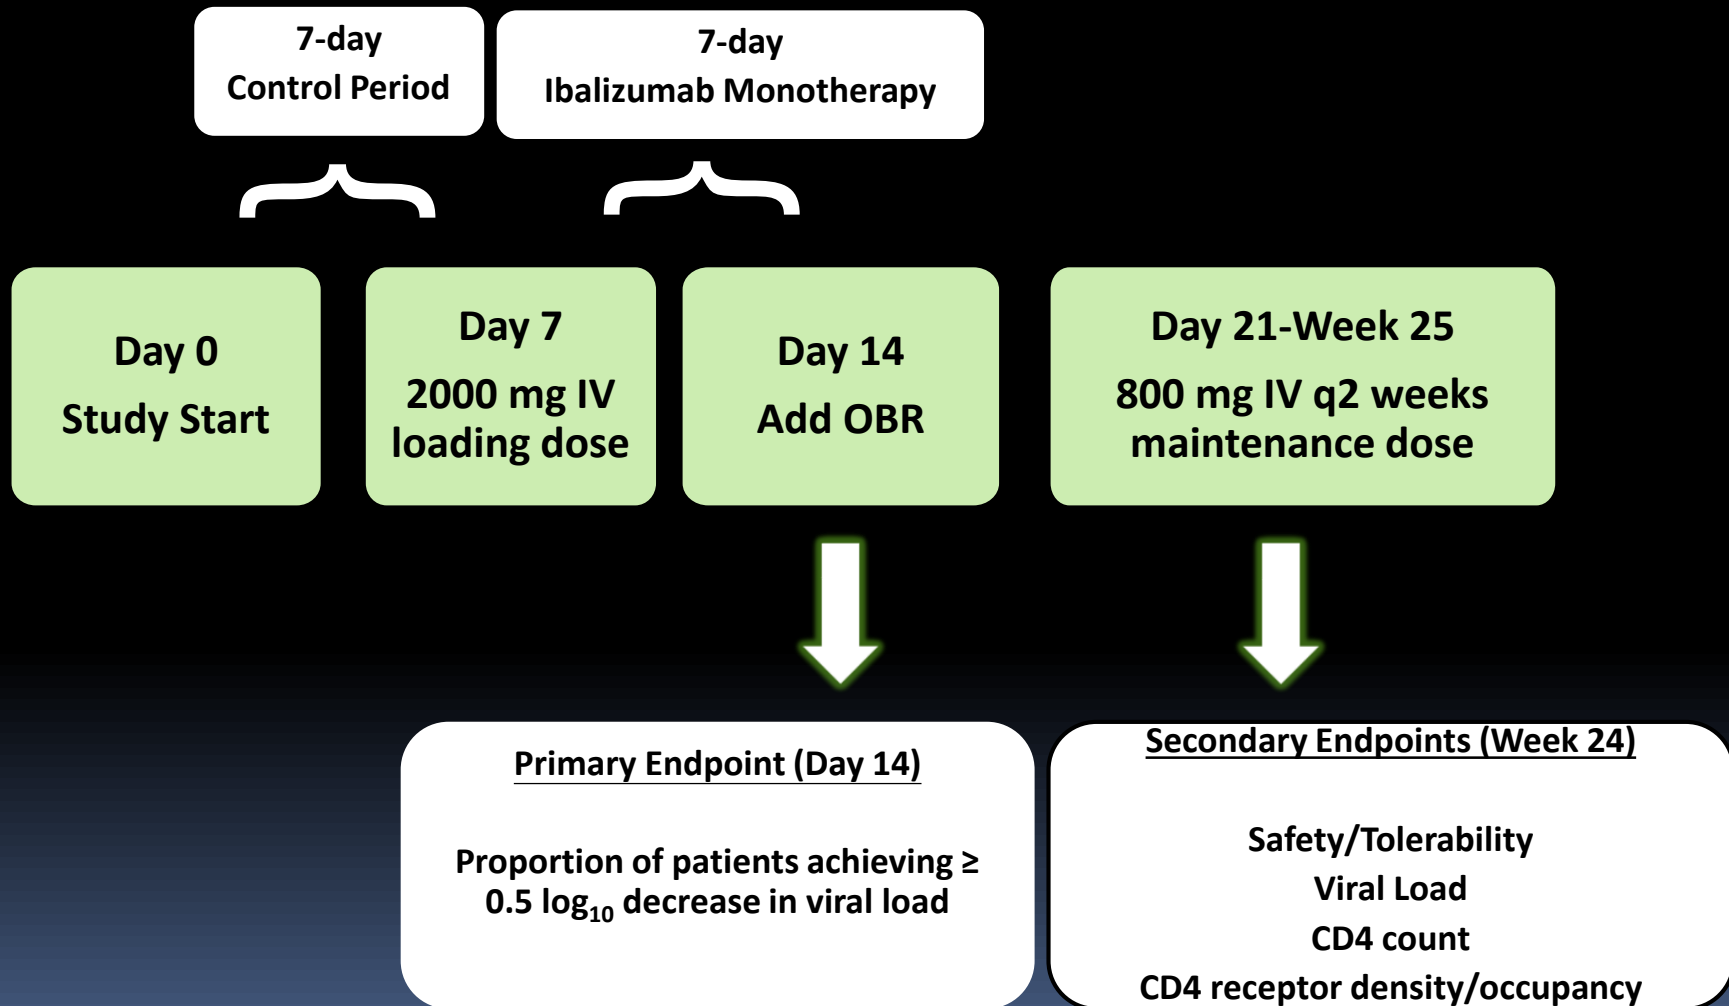 7-day
Control Period
7-day
Ibalizumab Monotherapy
Day 0
Study Start
Day 7
2000 mg IV
loading dose
Day 14
Add OBR
Day 21-Week 25
800 mg IV q2 weeks
maintenance dose
Primary Endpoint (Day 14)
Proportion of patients achieving ≥
0.5 log₁₀ decrease in viral load
Secondary Endpoints (Week 24)
Safety/Tolerability
Viral Load
CD4 count
CD4 receptor density/occupancy